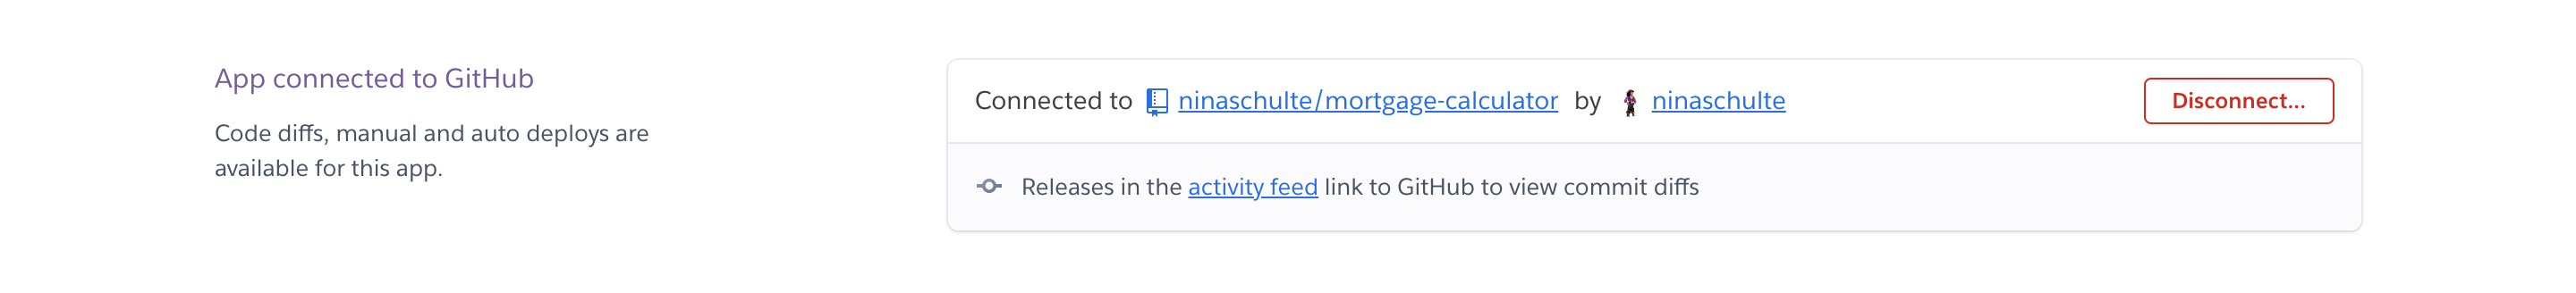 App connected to GitHub
Code diffs, manual and auto deploys are
available for this app.
Connected to ninaschulte/mortgage-calculator by ninaschulte
Disconnect...
Releases in the activity feed link to GitHub to view commit diffs